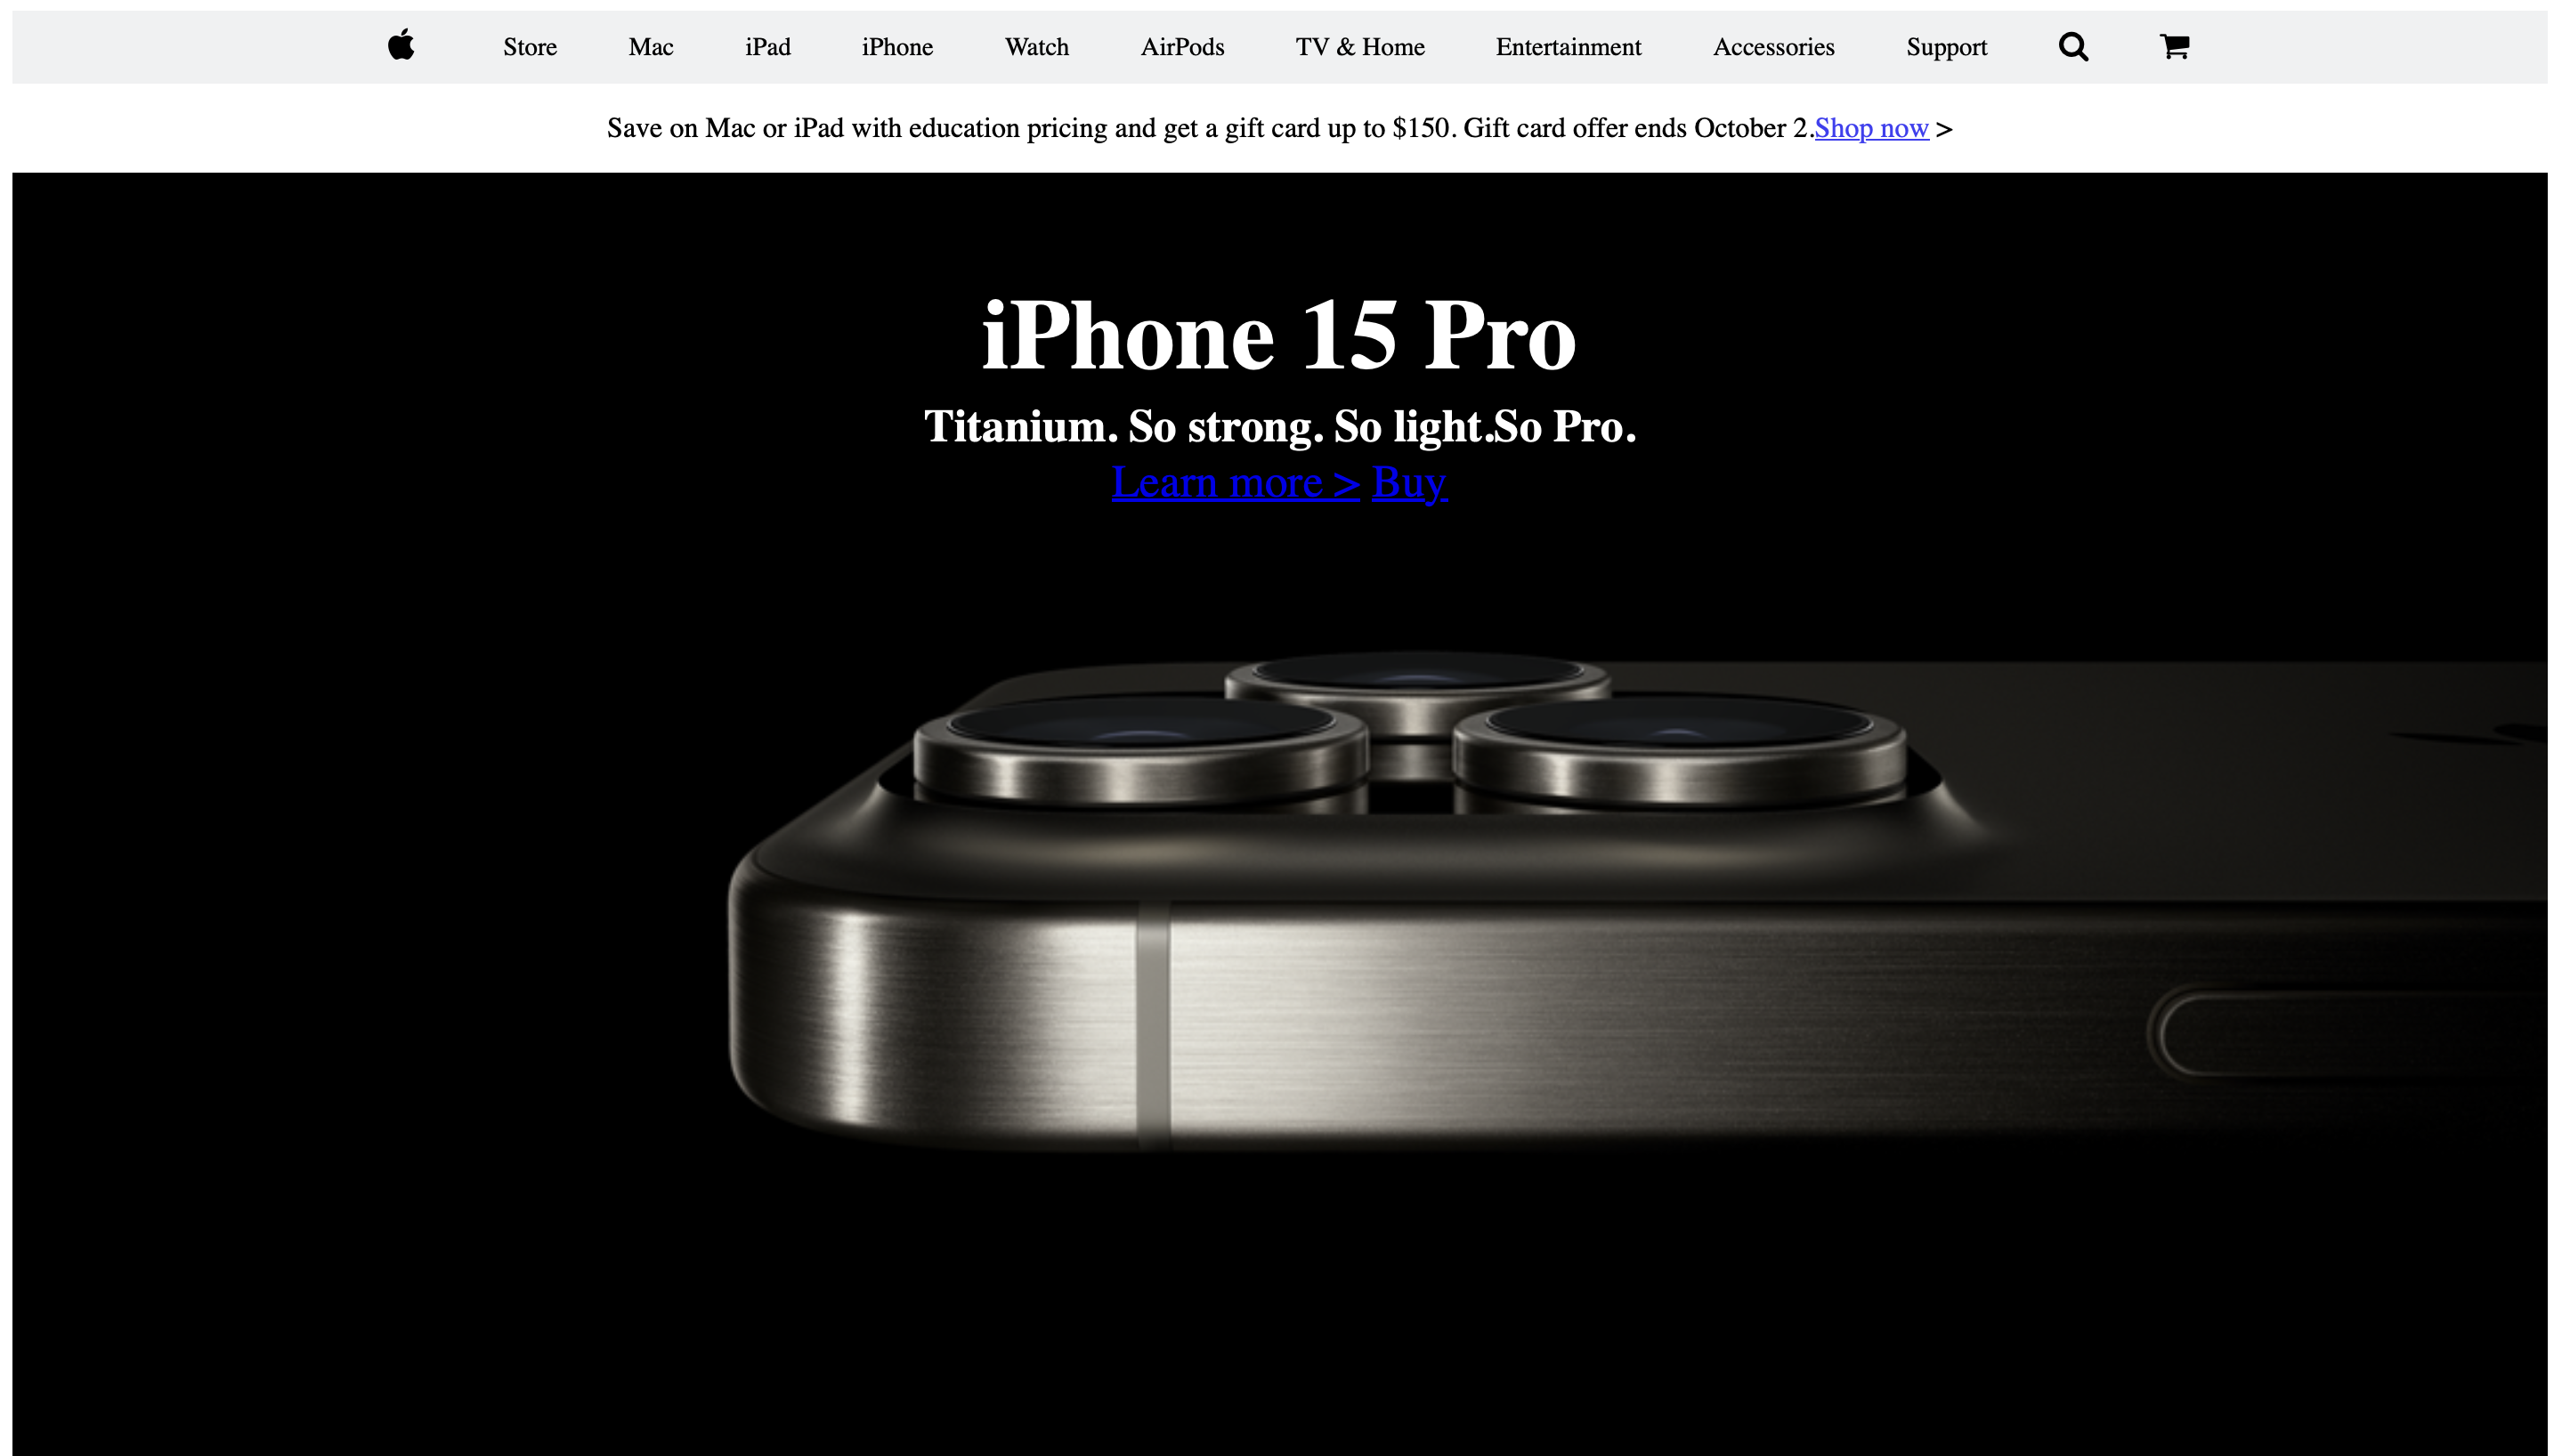 Store Mac iPad iPhone Watch AirPods TV & Home Entertainment Accessories Support
Save on Mac or iPad with education pricing and get a gift card up to $150. Gift card offer ends October 2.Shop now >
iPhone 15 Pro
Titanium. So strong. So light.So Pro.
Learn more > Buy